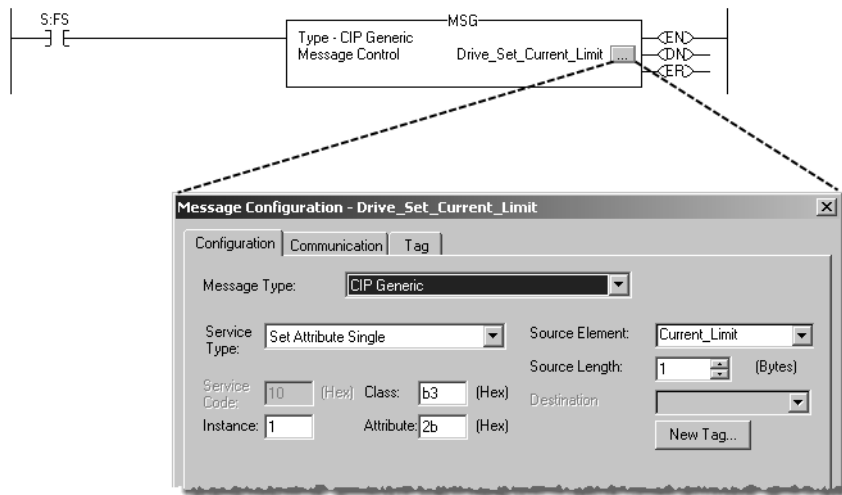 S:FS
MSG
Type - CIP Generic
Message Control Drive_Set_Current_Limit ...
EN
DN
ER
Message Configuration - Drive_Set_Current_Limit
Configuration Communication Tag
Message Type: CIP Generic
Service Type: Set Attribute Single
Source Element: Current_Limit
Source Length: 1 (Bytes)
Service Code: 10 (Hex) Class: b3 (Hex)
Destination
Instance: 1 Attribute: 2b (Hex)
New Tag...